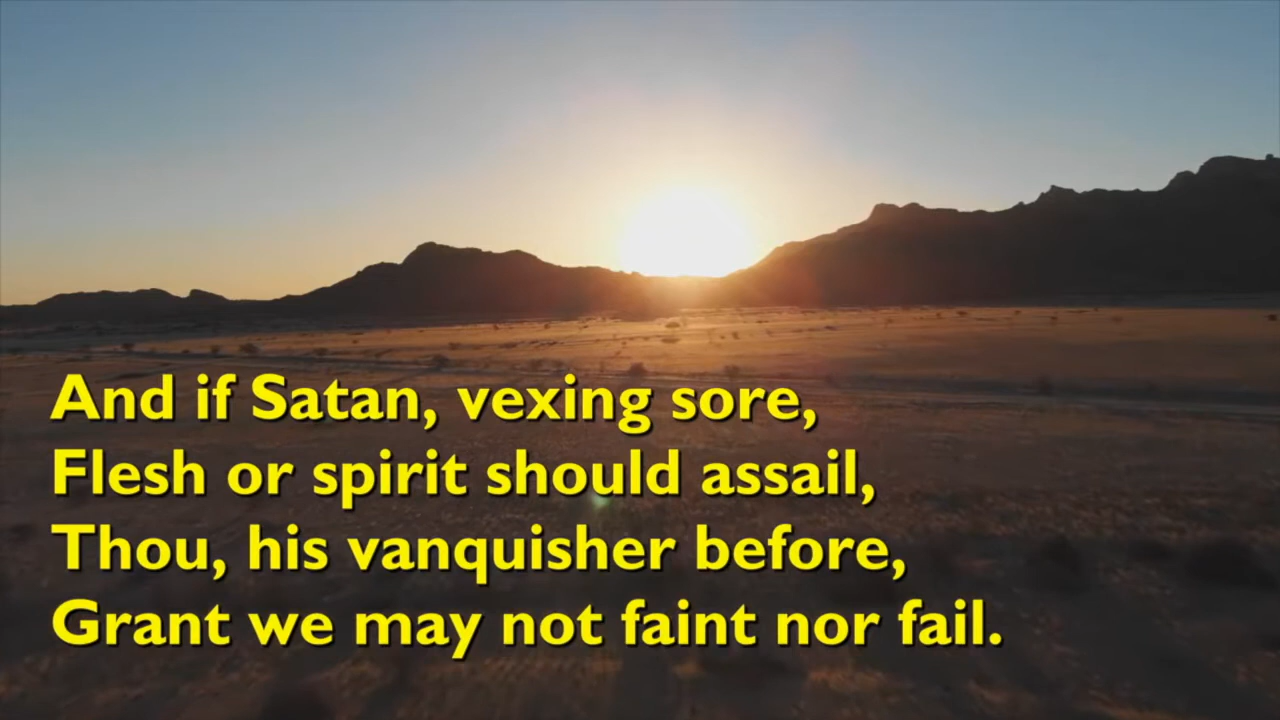 And if Satan, vexing sore,
Flesh or spirit should assail,
Thou, his vanquisher before,
Grant we may not faint nor fail.